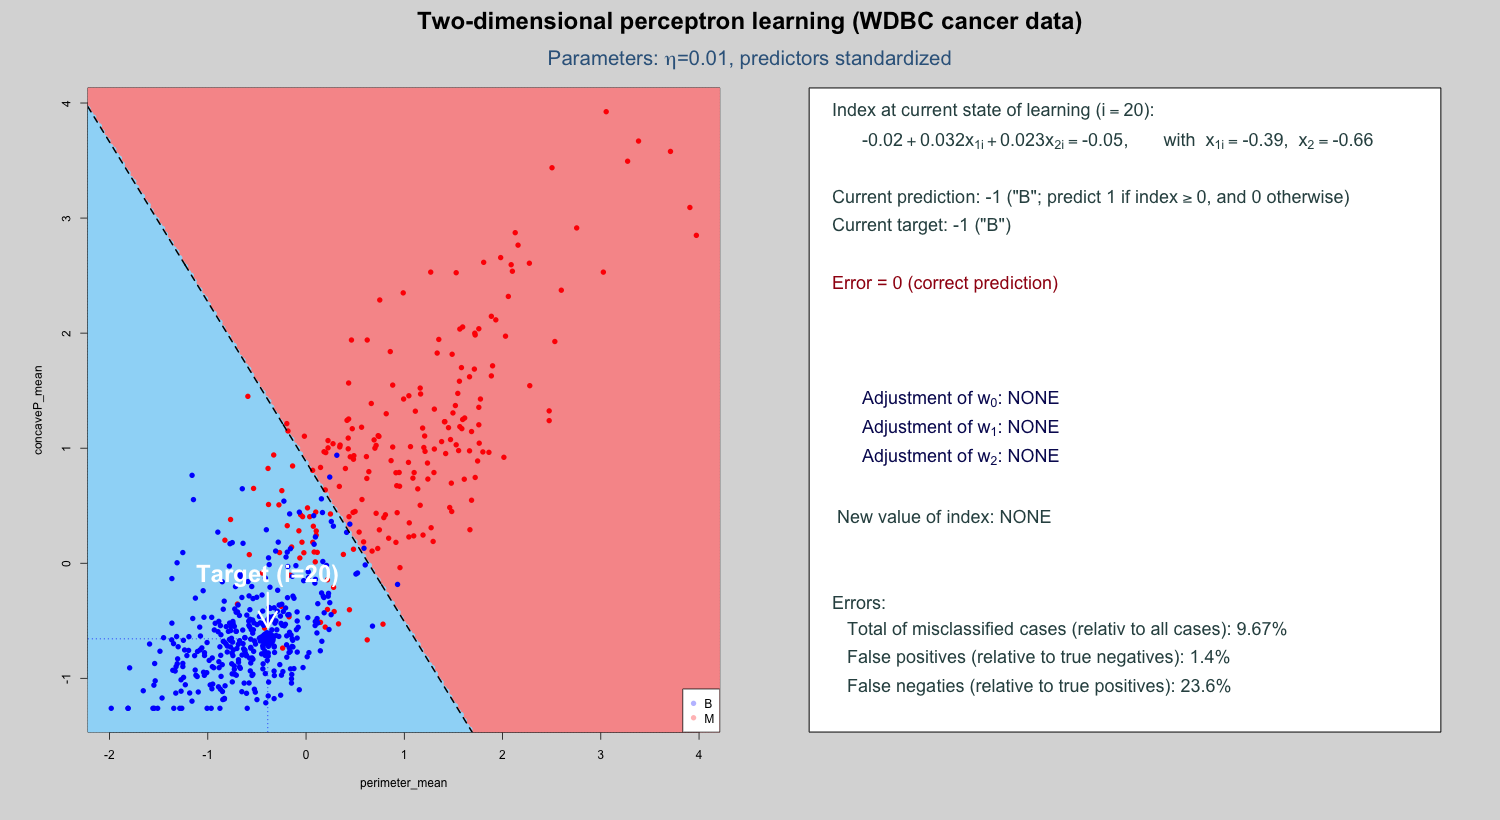 Two-dimensional perceptron learning (WDBC cancer data)
Parameters: η=0.01, predictors standardized
4
3
2
1
0
-1
concaveP_mean
Target (i=20)
B
M
-2 -1 0 1 2 3 4
perimeter_mean
Index at current state of learning (i = 20):
-0.02 + 0.032x1i + 0.023x2i = -0.05, with x1i = -0.39, x2 = -0.66
Current prediction: -1 ("B"; predict 1 if index ≥ 0, and 0 otherwise)
Current target: -1 ("B")
Error = 0 (correct prediction)
Adjustment of w0: NONE
Adjustment of w1: NONE
Adjustment of w2: NONE
New value of index: NONE
Errors:
Total of misclassified cases (relativ to all cases): 9.67%
False positives (relative to true negatives): 1.4%
False negaties (relative to true positives): 23.6%